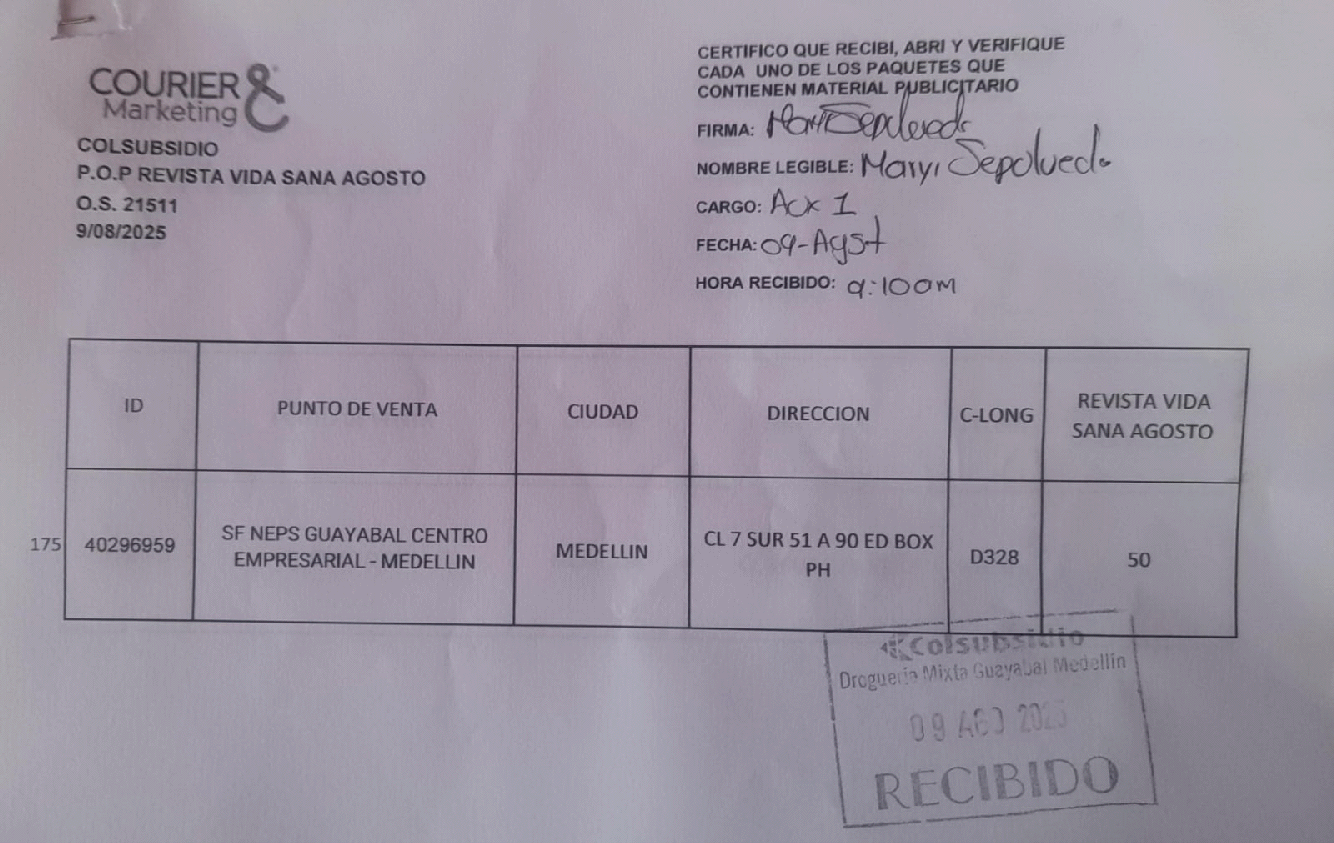 COURIER &
Marketing
COLSUBSIDIO
P.O.P REVISTA VIDA SANA AGOSTO
O.S. 21511
9/08/2025
CERTIFICO QUE RECIBI, ABRI Y VERIFIQUE
CADA UNO DE LOS PAQUETES QUE
CONTIENEN MATERIAL PUBLICITARIO
FIRMA: Maryi Sepulveda
NOMBRE LEGIBLE: Maryi Sepulveda
CARGO: Aux 1
FECHA: 09-Agst
HORA RECIBIDO: 9:10am
ID PUNTO DE VENTA CIUDAD DIRECCION C-LONG REVISTA VIDA
SANA AGOSTO
175 40296959 SF NEPS GUAYABAL CENTRO
EMPRESARIAL - MEDELLIN MEDELLIN CL 7 SUR 51 A 90 ED BOX
PH D328 50
Colsubsidio
Droguería Mixta Guayabal Medellín
09 AGO 2025
RECIBIDO